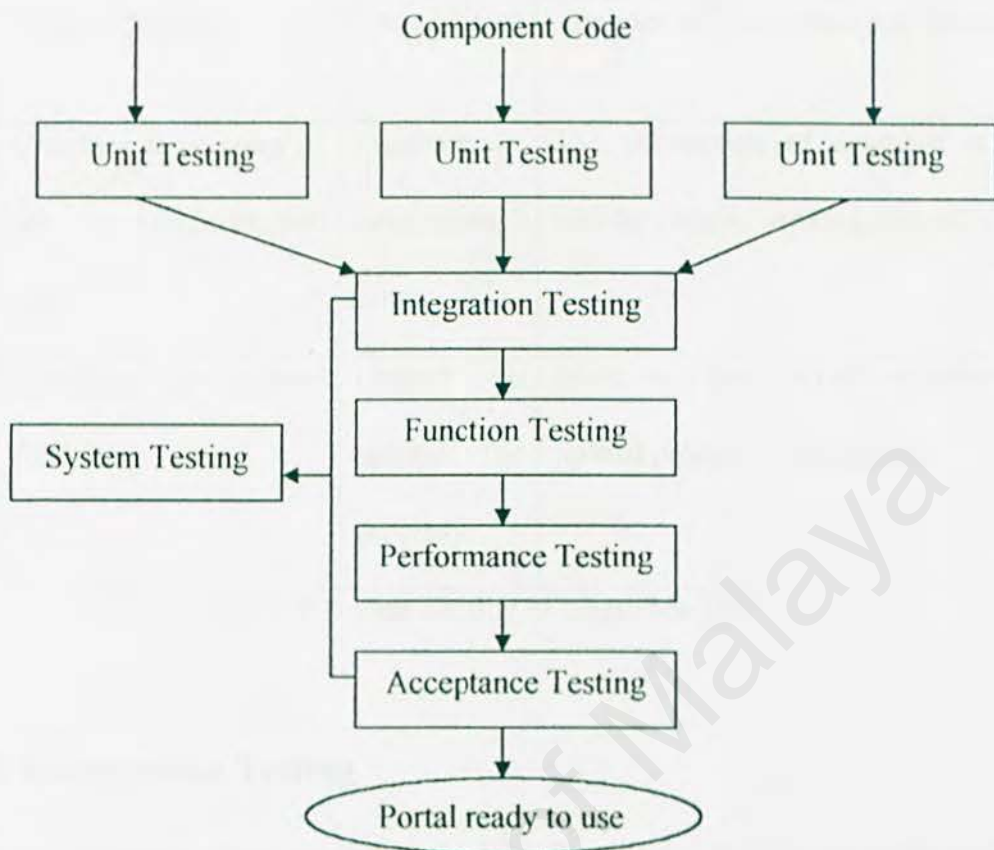 Component Code
Unit Testing
Unit Testing
Unit Testing
Integration Testing
Function Testing
System Testing
Performance Testing
Acceptance Testing
Portal ready to use
of Malaya